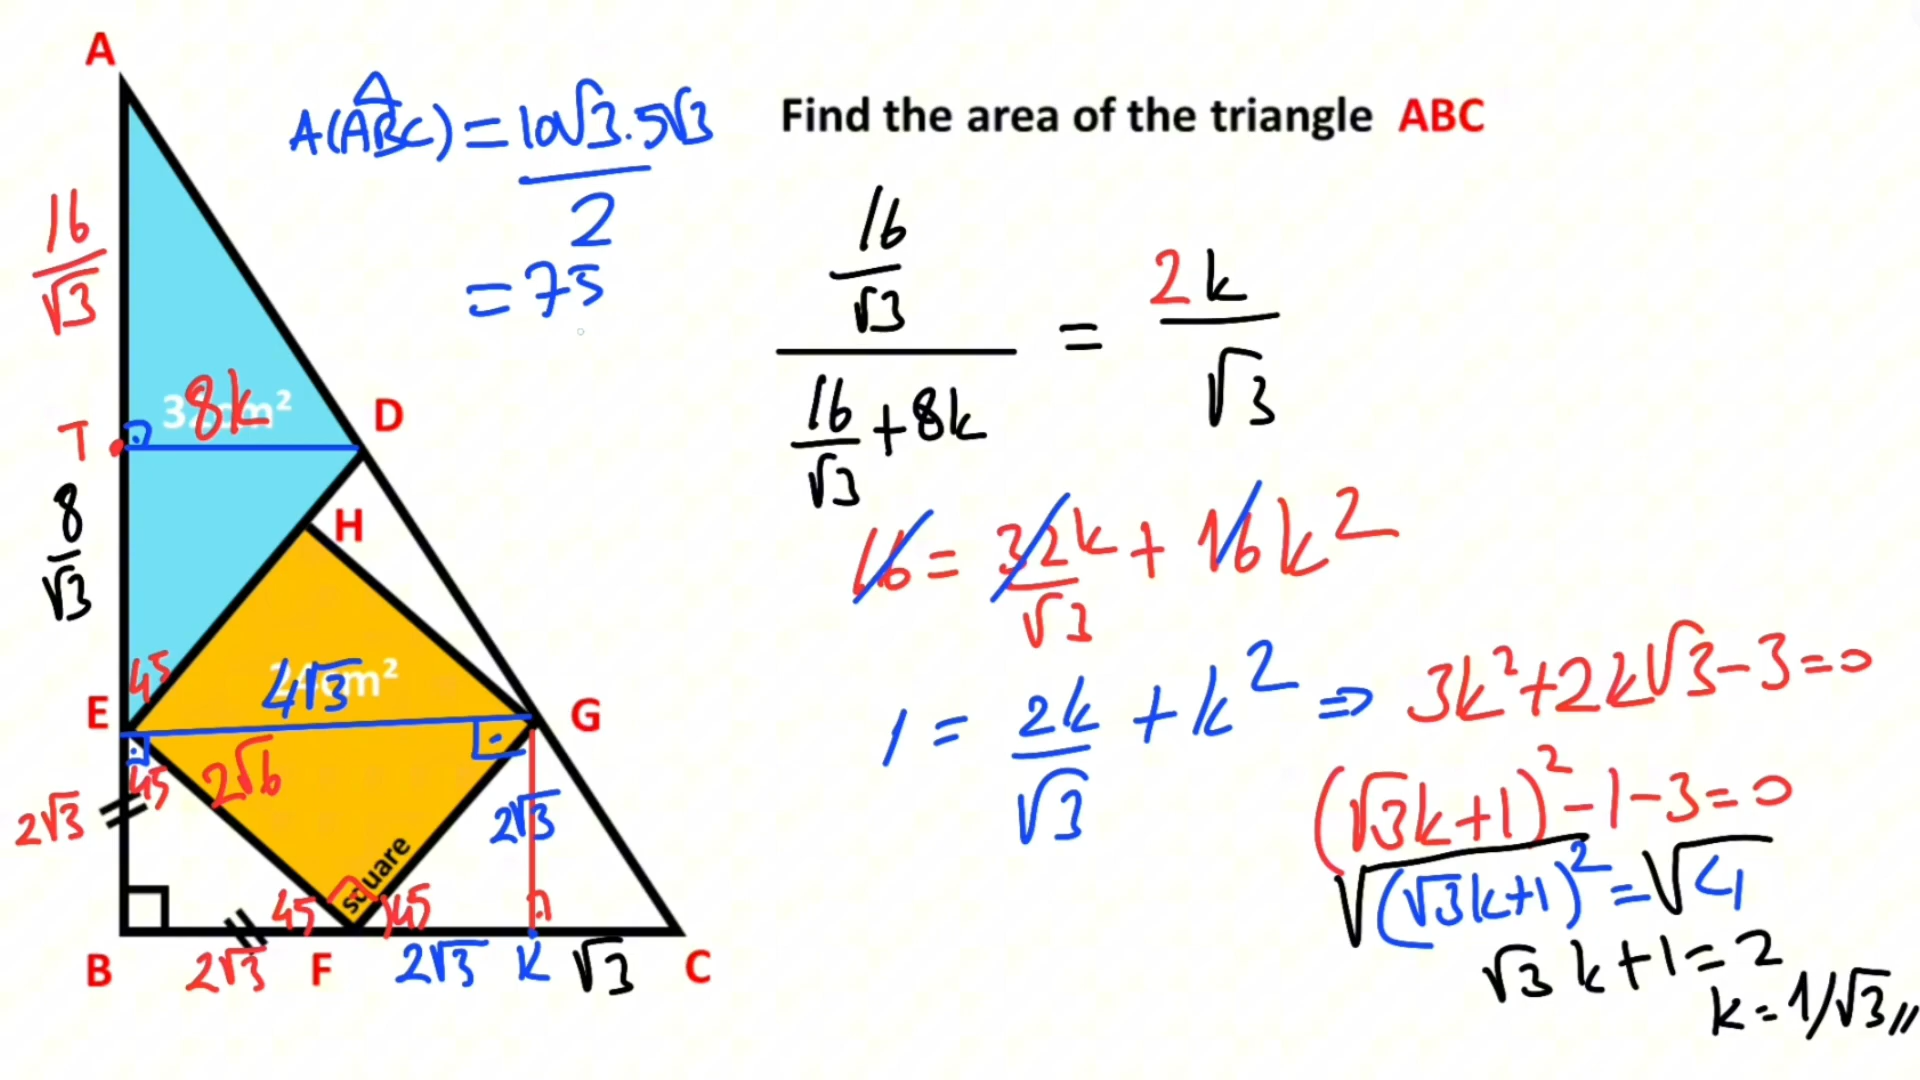 A
A(ABC) = 10√3.5√3 / 2
= 75
Find the area of the triangle ABC
16/√3
T
8k
D
8/√3
H
45
E
4√3
cm²
G
45
2√6
2√3
2√3
square
45
45
B
2√3
F
2√3
K
√3
C
16/√3 / (16/√3 + 8k) = 2k/√3
16 = 32k/√3 + 16k²
1 = 2k/√3 + k² ⇒ 3k²+2k√3-3=0
(√3k+1)²-1-3=0
√(√3k+1)² = √4
√3k+1=2
k=1/√3//